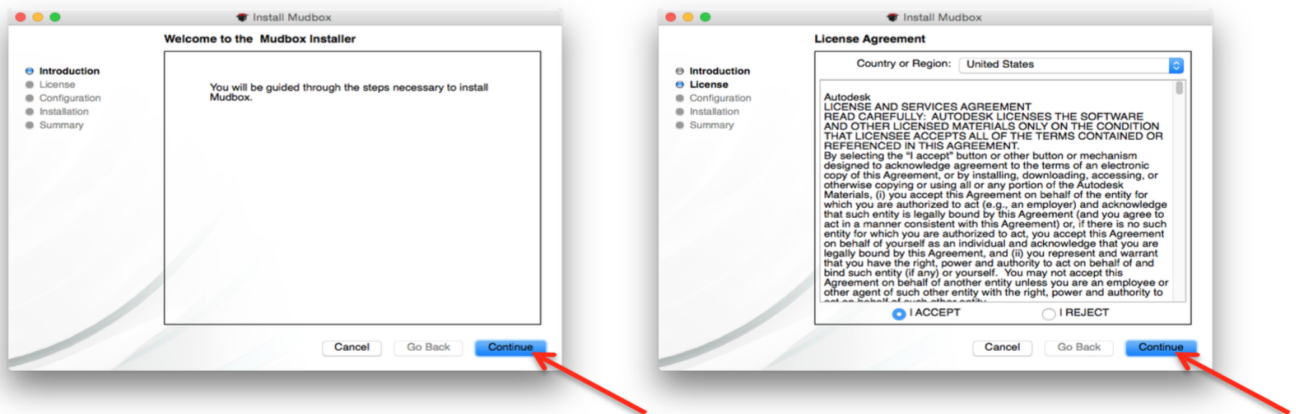 Install Mudbox
Welcome to the Mudbox Installer
Introduction
License
Configuration
Installation
Summary
You will be guided through the steps necessary to install
Mudbox.
Cancel
Go Back
Continue
Install Mudbox
License Agreement
Introduction
License
Configuration
Installation
Summary
Country or Region: United States
Autodesk
LICENSE AND SERVICES AGREEMENT
READ CAREFULLY: AUTODESK LICENSES THE SOFTWARE
AND OTHER LICENSED MATERIALS ONLY ON THE CONDITION
THAT LICENSEE ACCEPTS ALL OF THE TERMS CONTAINED OR
REFERENCED IN THIS AGREEMENT.
By selecting the "I accept" button or other button or mechanism
designed to acknowledge agreement to the terms of an electronic
copy of this Agreement, or by installing, downloading, accessing, or
otherwise copying or using all or any portion of the Autodesk
Materials, (i) you accept this Agreement on behalf of the entity for
which you are authorized to act (e.g., an employer) and acknowledge
that such entity is legally bound by this Agreement (and you agree to
act in a manner consistent with this Agreement) or, if there is no such
entity for which you are authorized to act, you accept this Agreement
on behalf of yourself as an individual and acknowledge that you are
legally bound by this Agreement, and (ii) you represent and warrant
that you have the right, power and authority to act on behalf of and
bind such entity (if any) or yourself. You may not accept this
Agreement on behalf of another entity unless you are an employee or
other agent of such other entity with the right, power and authority to
act on behalf of such other entity.
I ACCEPT
I REJECT
Cancel
Go Back
Continue